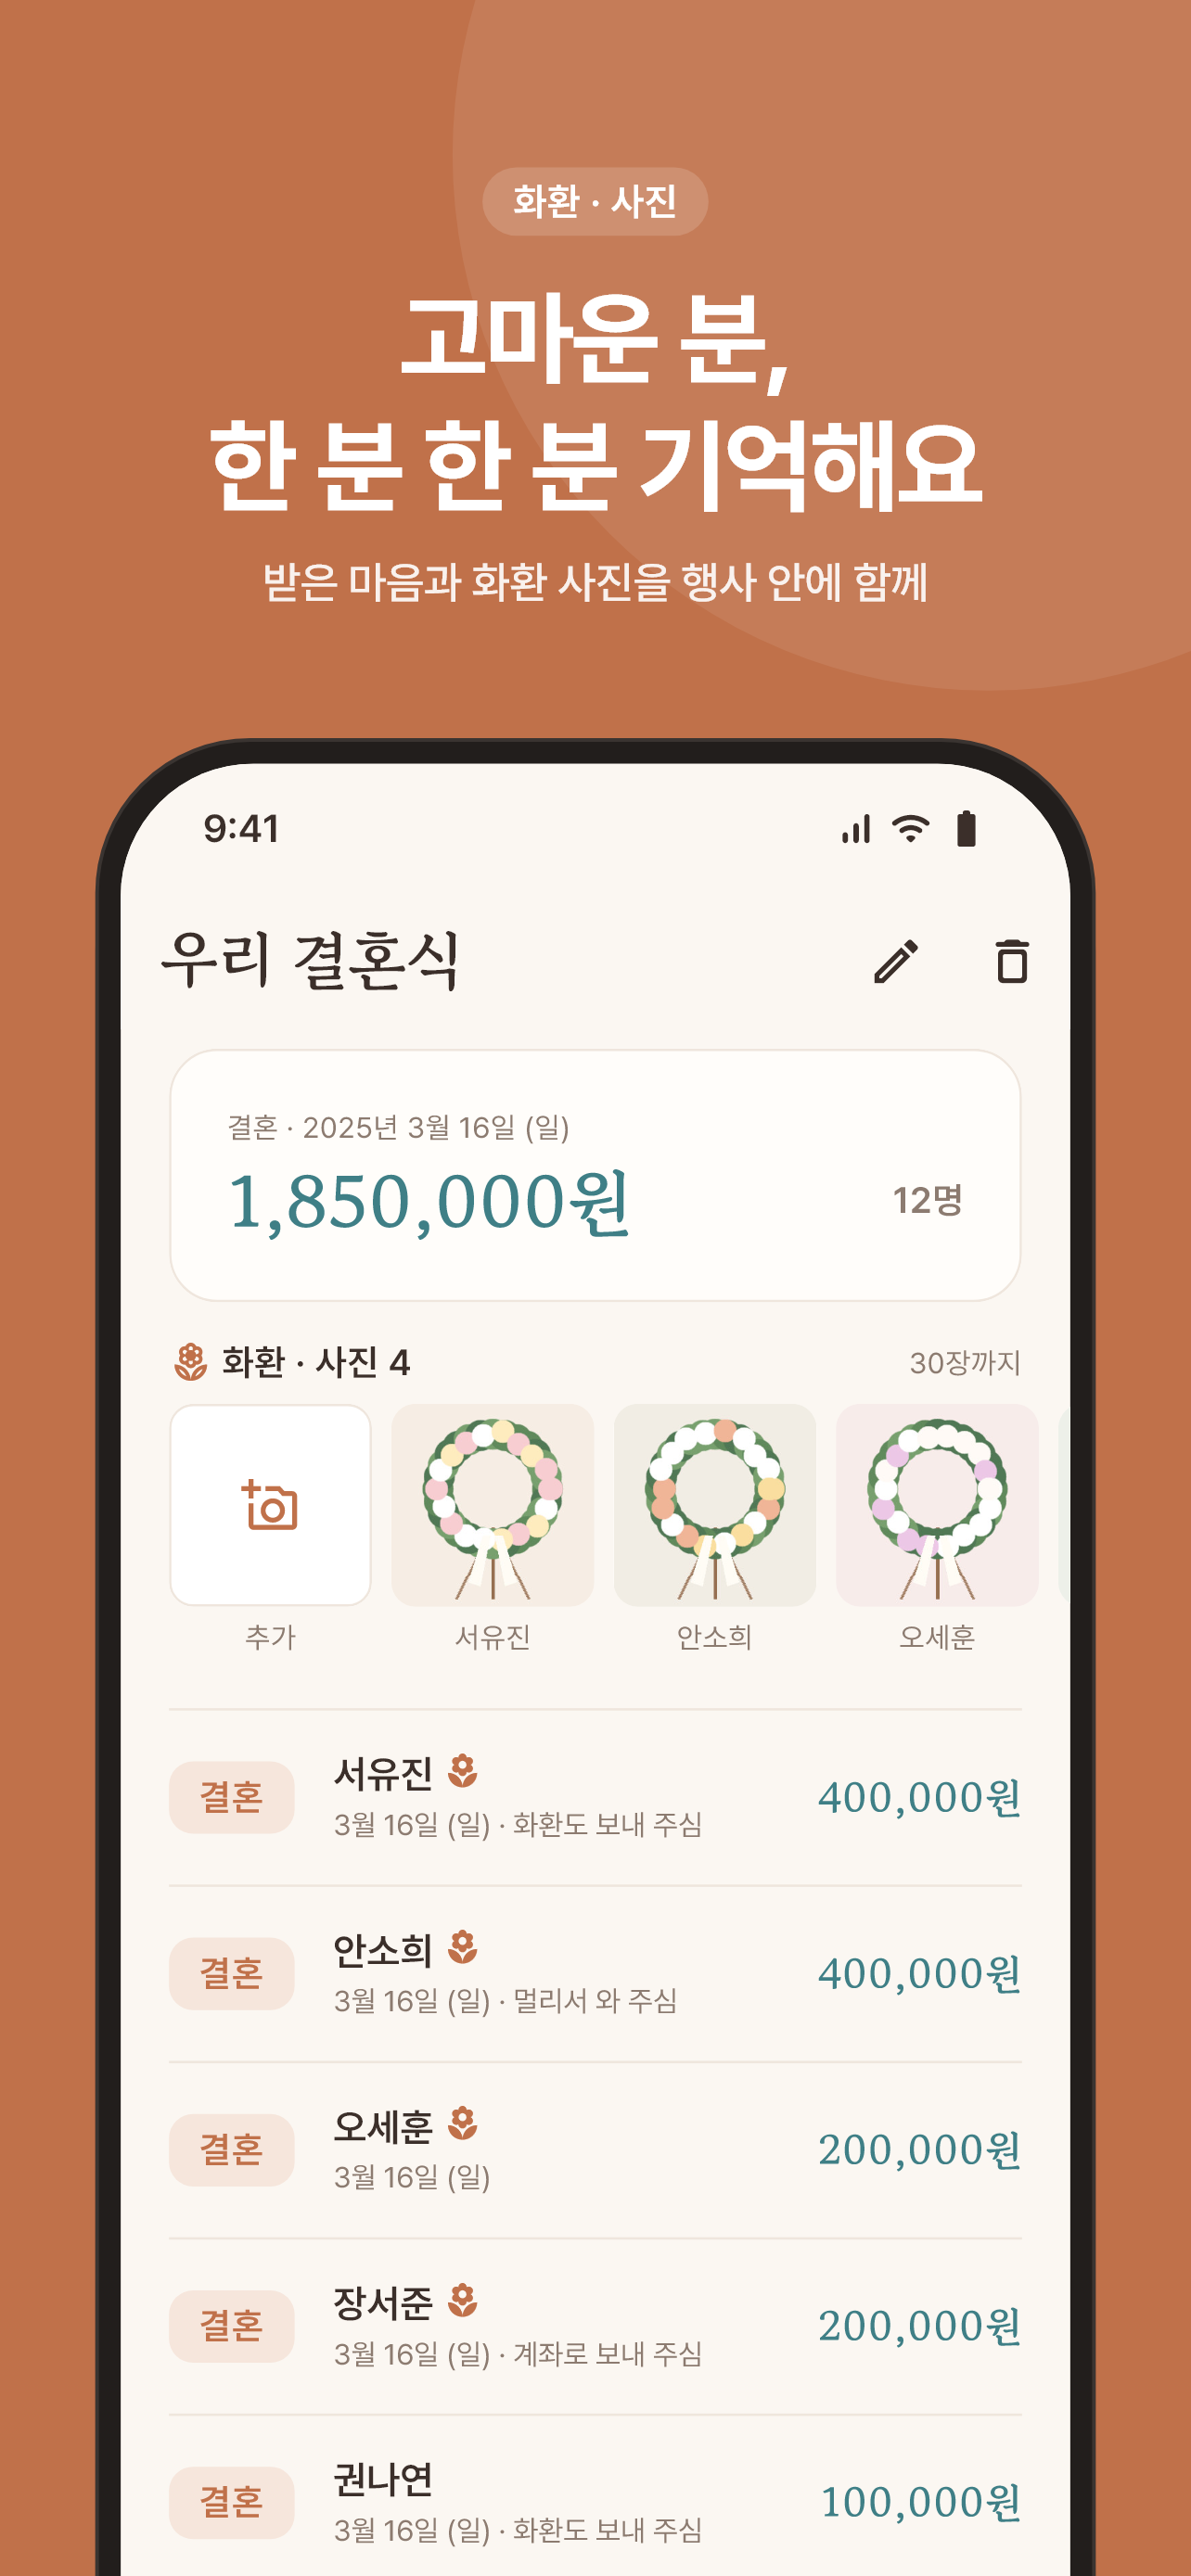 화환 · 사진
고마운 분,
한 분 한 분 기억해요
받은 마음과 화환 사진을 행사 안에 함께
9:41
우리 결혼식
결혼 · 2025년 3월 16일 (일)
1,850,000원
12명
화환 · 사진 4
30장까지
추가
서유진
안소희
오세훈
결혼
서유진
3월 16일 (일) · 화환도 보내 주심
400,000원
결혼
안소희
3월 16일 (일) · 멀리서 와 주심
400,000원
결혼
오세훈
3월 16일 (일)
200,000원
결혼
장서준
3월 16일 (일) · 계좌로 보내 주심
200,000원
결혼
권나연
3월 16일 (일) · 화환도 보내 주심
100,000원